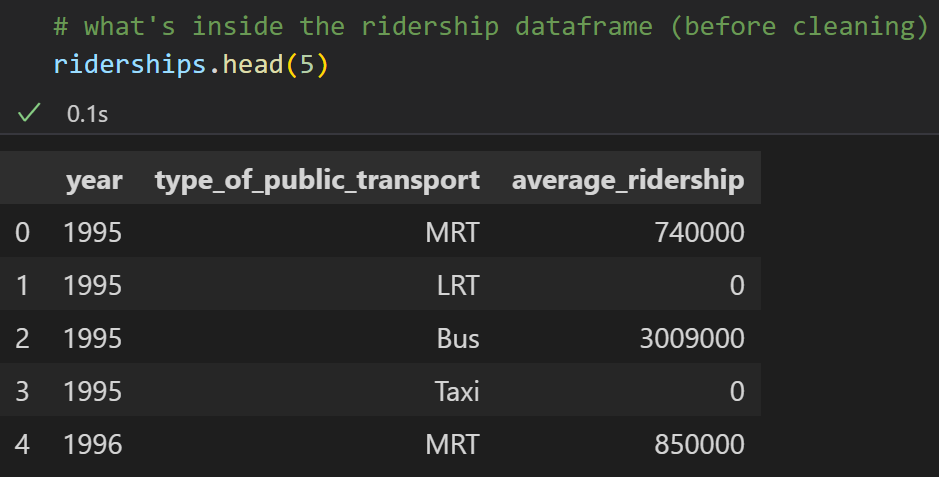 # what's inside the ridership dataframe (before cleaning)
riderships.head(5)
✓ 0.1s
year type_of_public_transport average_ridership
0 1995 MRT 740000
1 1995 LRT 0
2 1995 Bus 3009000
3 1995 Taxi 0
4 1996 MRT 850000